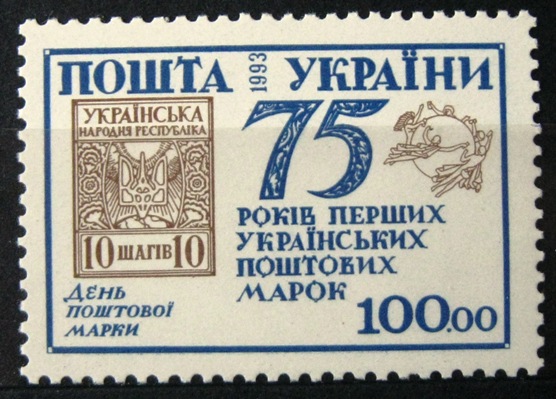 ПОШТА 1993 УКРАЇНИ
УКРАЇНСЬКА
НАРОДНЯ РЕСПУБЛІКА
10 ШАГІВ 10
75
РОКІВ ПЕРШИХ
УКРАЇНСЬКИХ
ПОШТОВИХ
МАРОК
ДЕНЬ
ПОШТОВОЇ
МАРКИ
100.00